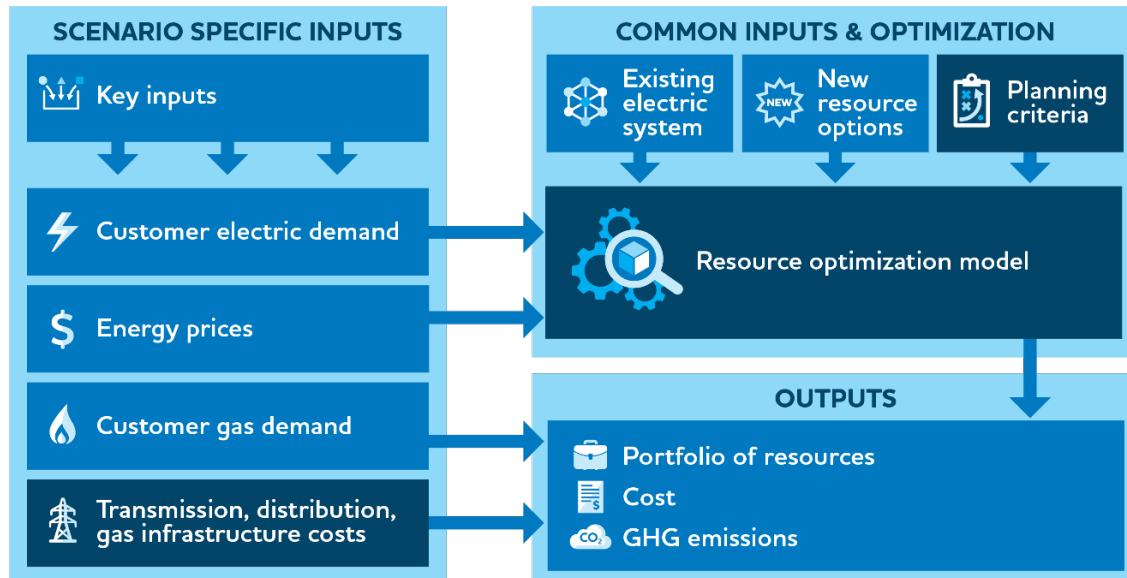 SCENARIO SPECIFIC INPUTS
Key inputs
Customer electric demand
$
Energy prices
Customer gas demand
Transmission, distribution,
gas infrastructure costs
COMMON INPUTS & OPTIMIZATION
Existing
electric
system
NEW
New
resource
options
Planning
criteria
Resource optimization model
OUTPUTS
Portfolio of resources
$
Cost
CO₂
GHG emissions